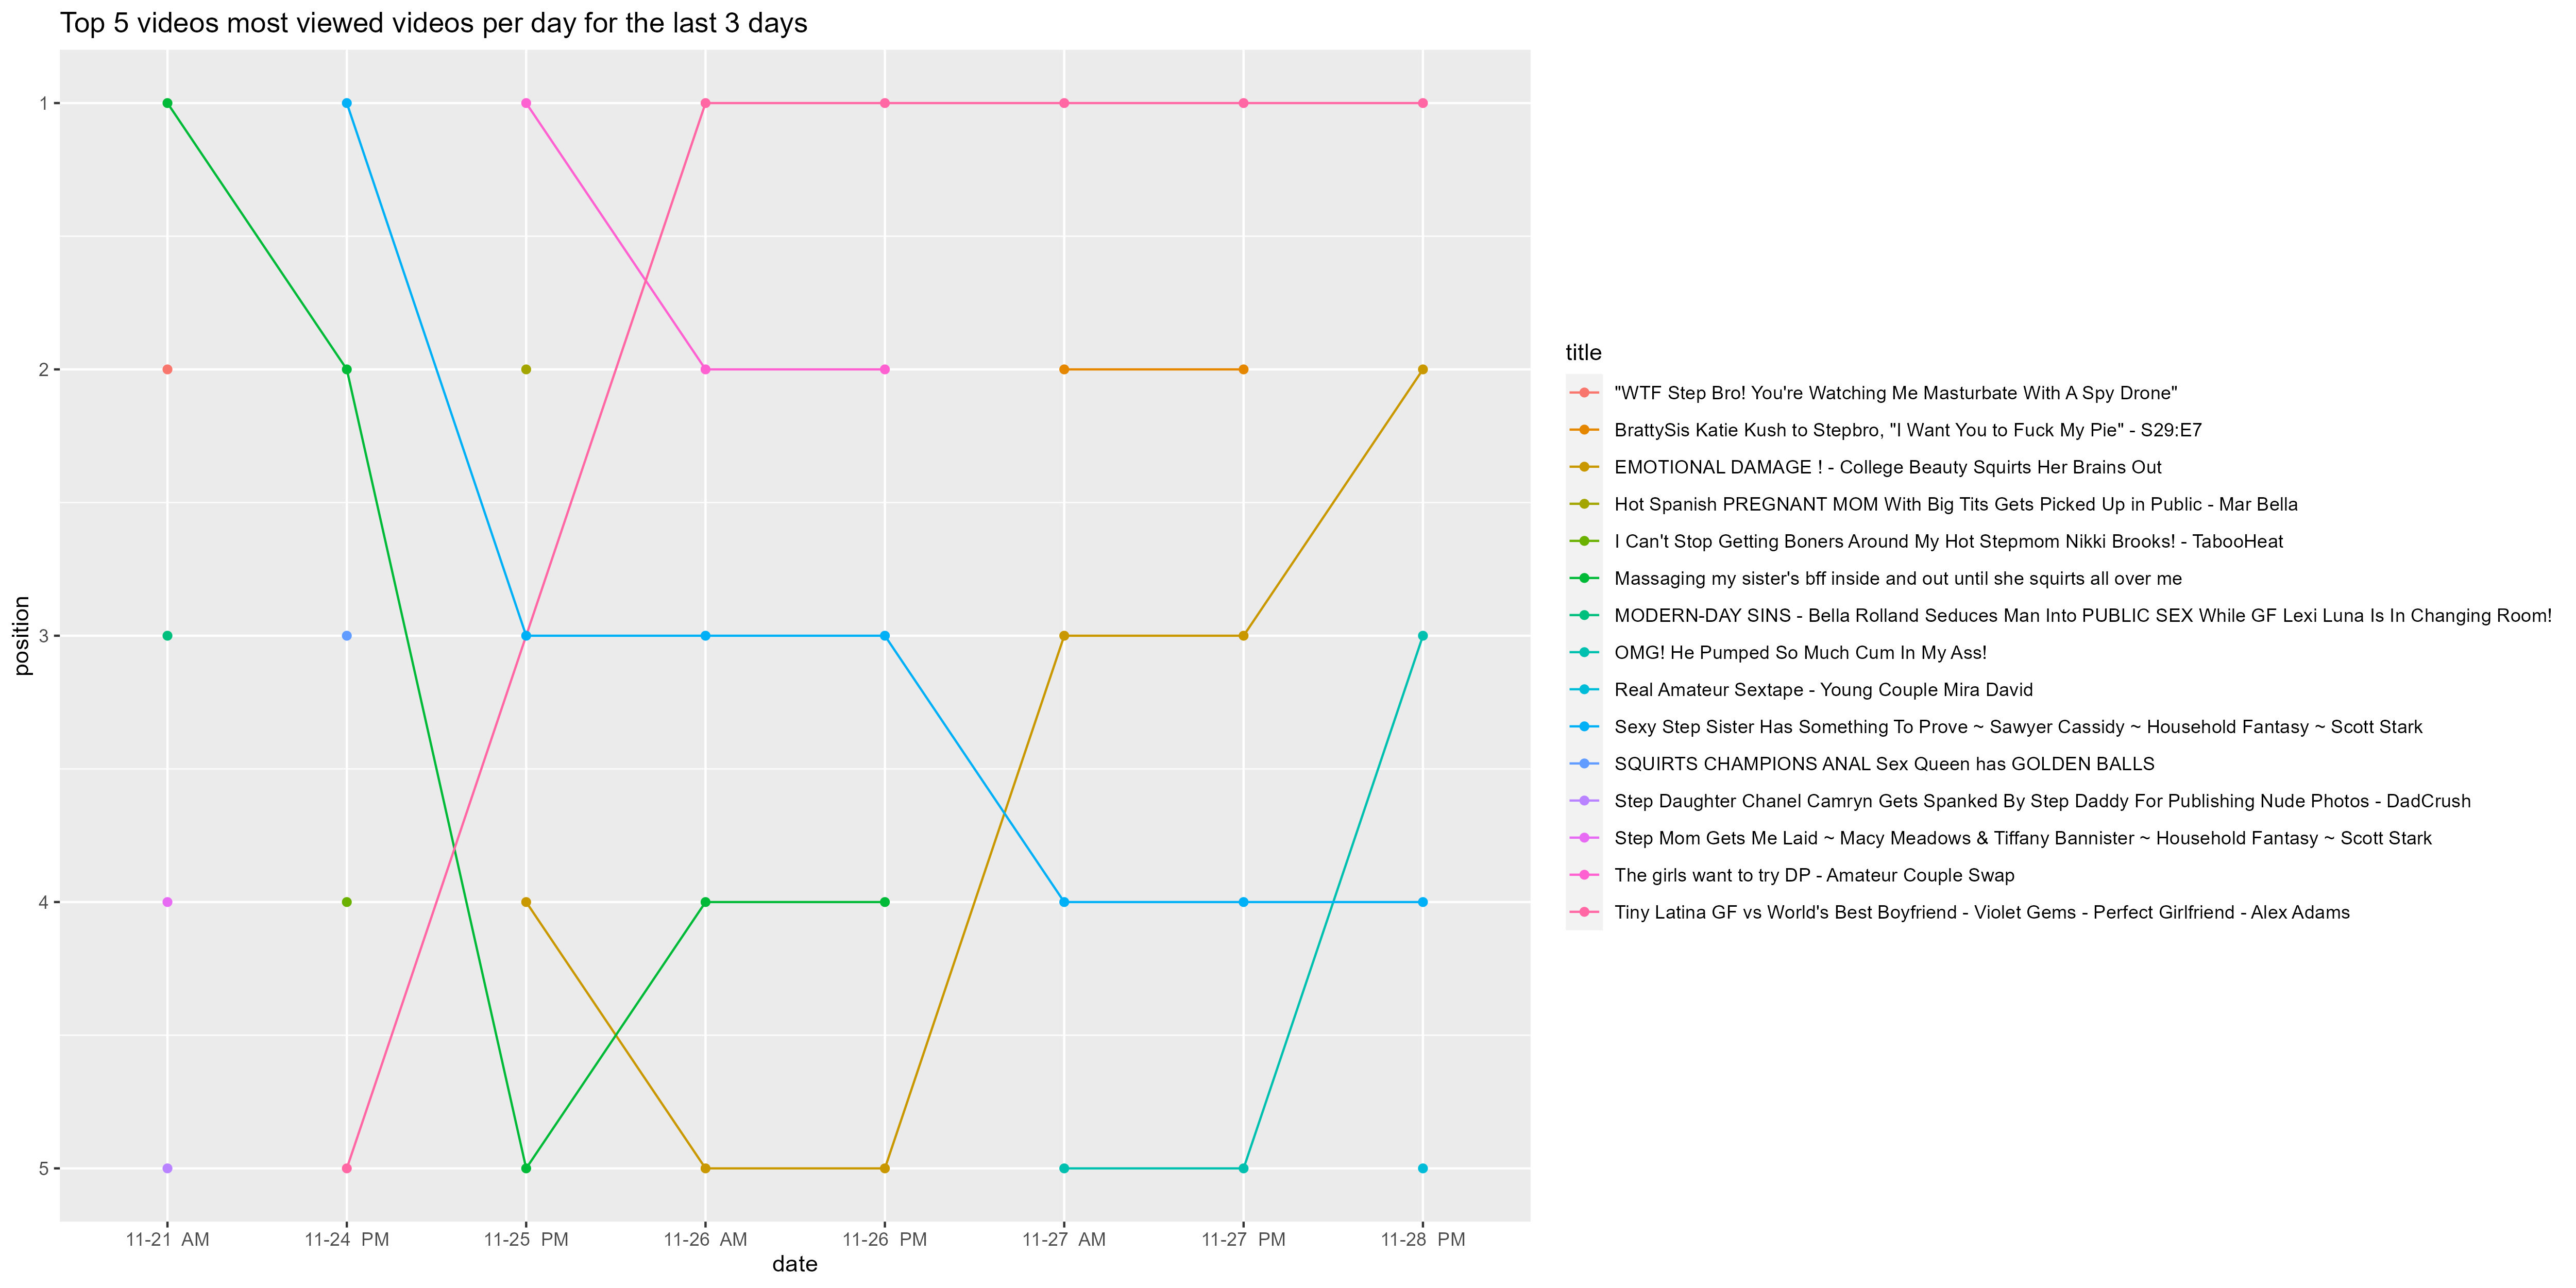 Top 5 videos most viewed videos per day for the last 3 days
position
1
2
3
4
5
11-21 AM
11-24 PM
11-25 PM
11-26 AM
11-26 PM
11-27 AM
11-27 PM
11-28 PM
date
title
"WTF Step Bro! You're Watching Me Masturbate With A Spy Drone"
BrattySis Katie Kush to Stepbro, "I Want You to Fuck My Pie" - S29:E7
EMOTIONAL DAMAGE ! - College Beauty Squirts Her Brains Out
Hot Spanish PREGNANT MOM With Big Tits Gets Picked Up in Public - Mar Bella
I Can't Stop Getting Boners Around My Hot Stepmom Nikki Brooks! - TabooHeat
Massaging my sister's bff inside and out until she squirts all over me
MODERN-DAY SINS - Bella Rolland Seduces Man Into PUBLIC SEX While GF Lexi Luna Is In Changing Room!
OMG! He Pumped So Much Cum In My Ass!
Real Amateur Sextape - Young Couple Mira David
Sexy Step Sister Has Something To Prove ~ Sawyer Cassidy ~ Household Fantasy ~ Scott Stark
SQUIRTS CHAMPIONS ANAL Sex Queen has GOLDEN BALLS
Step Daughter Chanel Camryn Gets Spanked By Step Daddy For Publishing Nude Photos - DadCrush
Step Mom Gets Me Laid ~ Macy Meadows & Tiffany Bannister ~ Household Fantasy ~ Scott Stark
The girls want to try DP - Amateur Couple Swap
Tiny Latina GF vs World's Best Boyfriend - Violet Gems - Perfect Girlfriend - Alex Adams